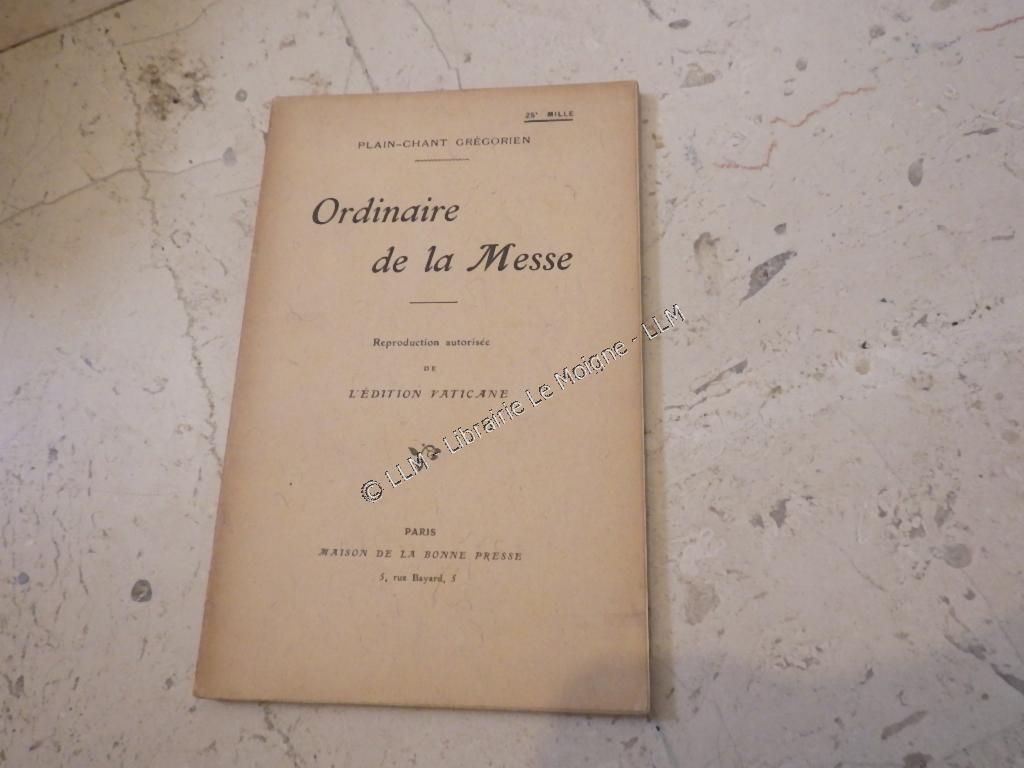 25e MILLE
PLAIN-CHANT GRÉGORIEN
Ordinaire
de la Messe
Reproduction autorisée
DE
L'ÉDITION VATICANE
© LLM - Librairie Le Moigne - LLM
PARIS
MAISON DE LA BONNE PRESSE
5, rue Bayard, 5